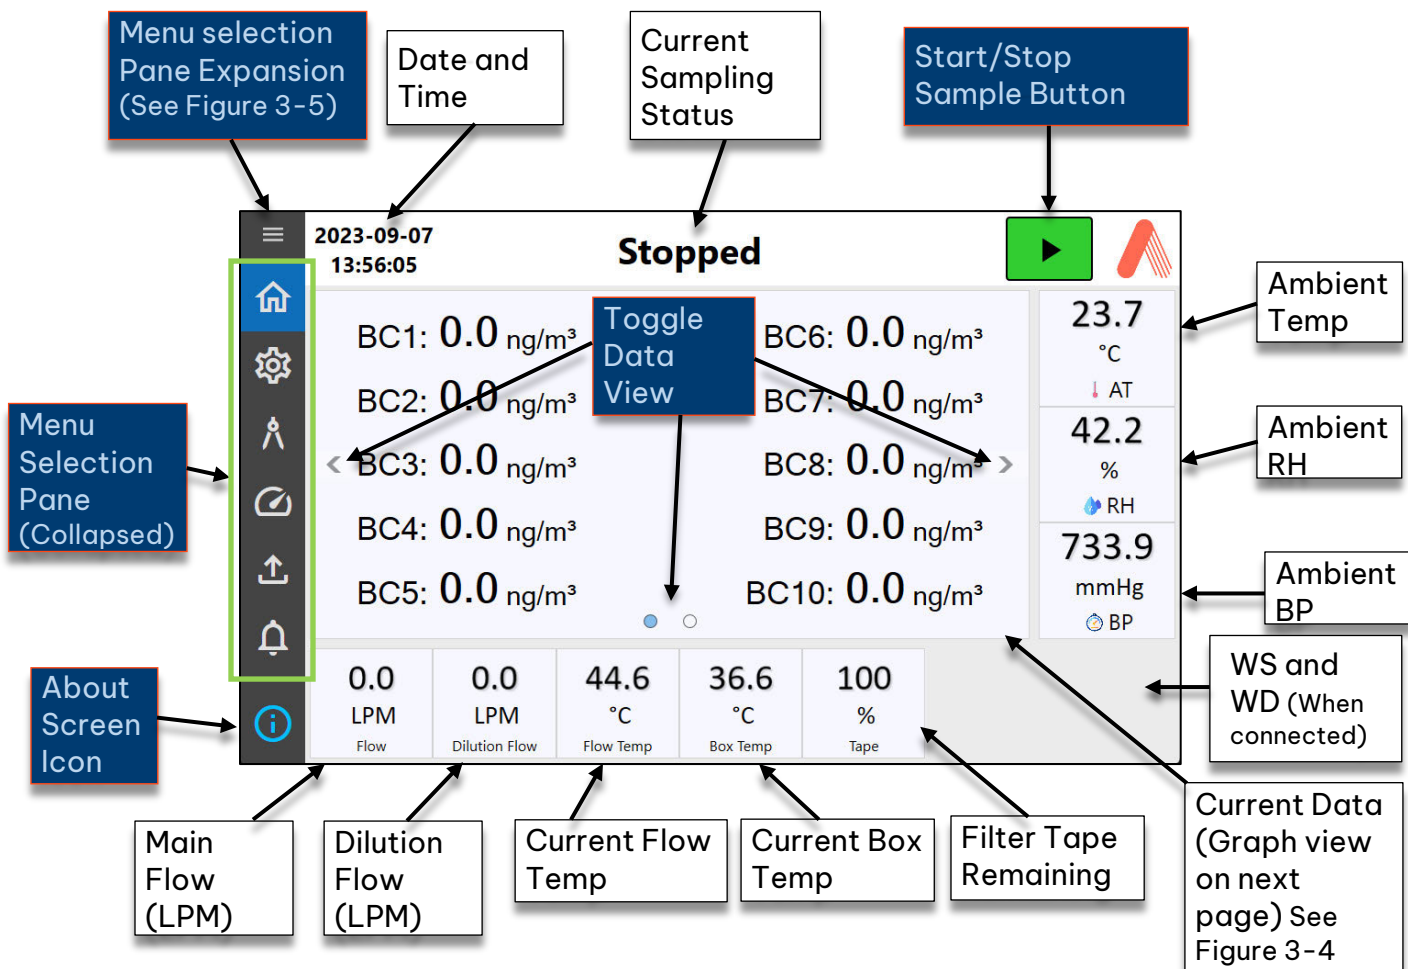 Menu selection
Pane Expansion
(See Figure 3-5)
Date and
Time
Current
Sampling
Status
Start/Stop
Sample Button
2023-09-07
13:56:05
Stopped
BC1: 0.0 ng/m³
BC2: 0.0 ng/m³
BC3: 0.0 ng/m³
BC4: 0.0 ng/m³
BC5: 0.0 ng/m³
Toggle
Data
View
BC6: 0.0 ng/m³
BC7: 0.0 ng/m³
BC8: 0.0 ng/m³
BC9: 0.0 ng/m³
BC10: 0.0 ng/m³
23.7
°C
AT
42.2
%
RH
733.9
mmHg
BP
Ambient
Temp
Ambient
RH
Ambient
BP
WS and
WD (When
connected)
Menu
Selection
Pane
(Collapsed)
About
Screen
Icon
0.0
LPM
Flow
0.0
LPM
Dilution Flow
44.6
°C
Flow Temp
36.6
°C
Box Temp
100
%
Tape
Main
Flow
(LPM)
Dilution
Flow
(LPM)
Current Flow
Temp
Current Box
Temp
Filter Tape
Remaining
Current Data
(Graph view
on next
page) See
Figure 3-4